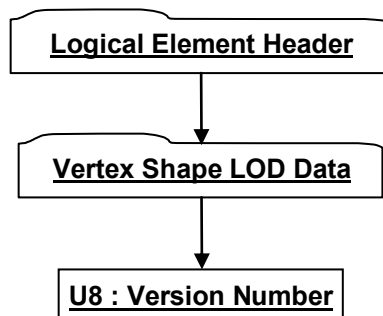 Logical Element Header
Vertex Shape LOD Data
U8 : Version Number